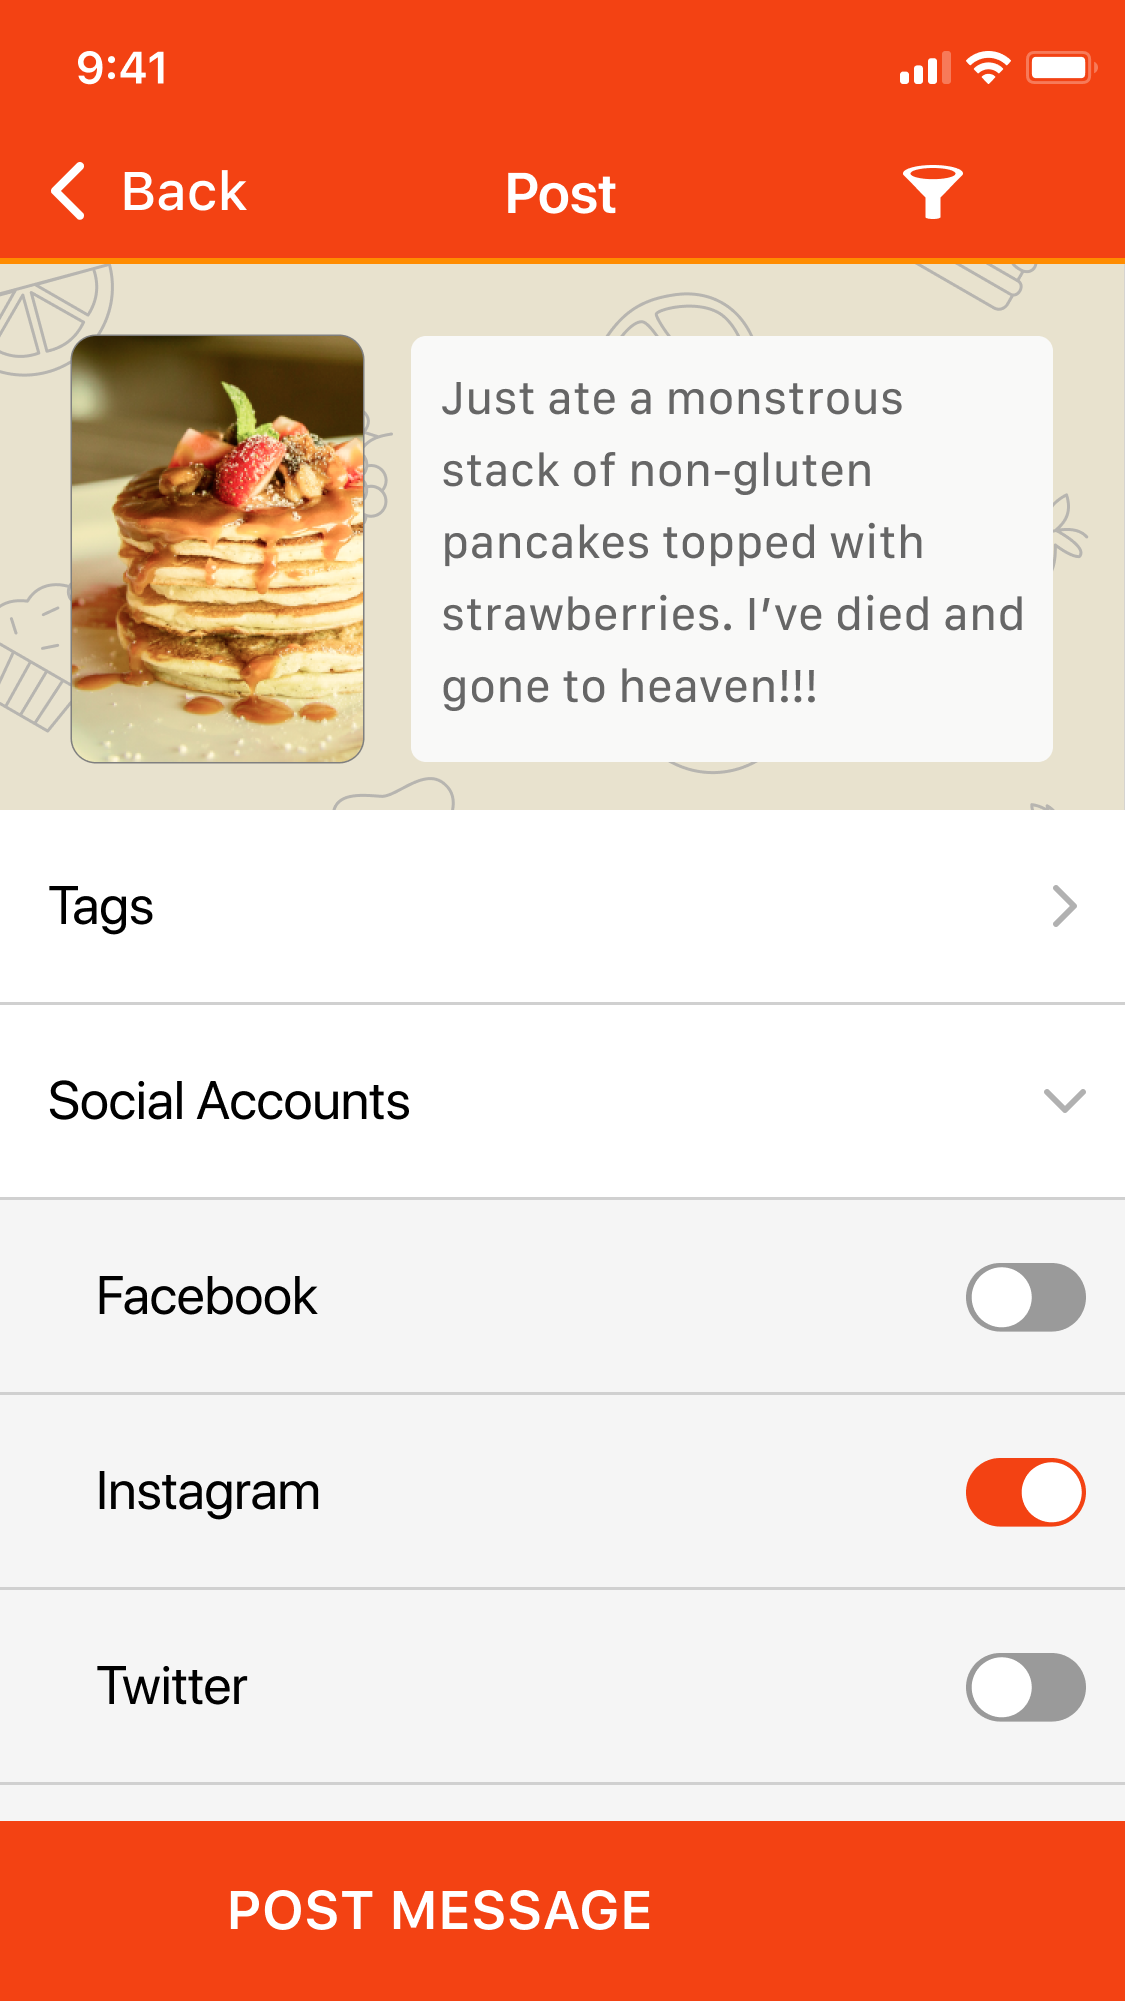 9:41
Back
Post
Just ate a monstrous
stack of non-gluten
pancakes topped with
strawberries. I’ve died and
gone to heaven!!!
Tags
Social Accounts
Facebook
Instagram
Twitter
POST MESSAGE